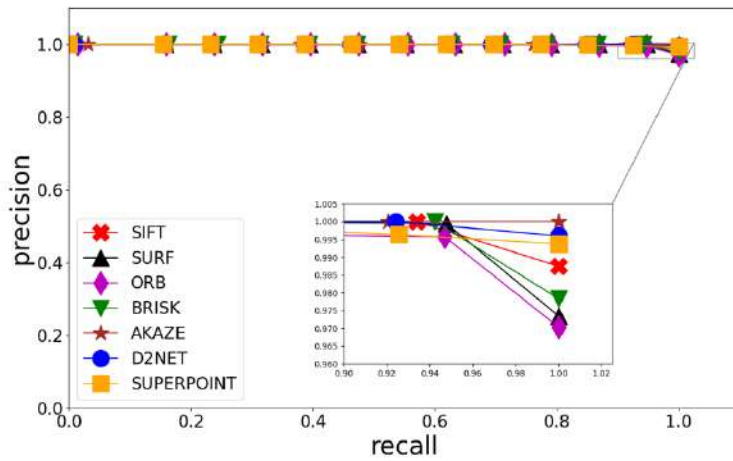 1.0
0.8
0.6
0.4
0.2
0.0
precision
SIFT
SURF
ORB
BRISK
AKAZE
D2NET
SUPERPOINT
1.005
1.000
0.995
0.990
0.985
0.980
0.975
0.970
0.965
0.960
0.90 0.92 0.94 0.96 0.98 1.00 1.02
0.0 0.2 0.4 0.6 0.8 1.0
recall